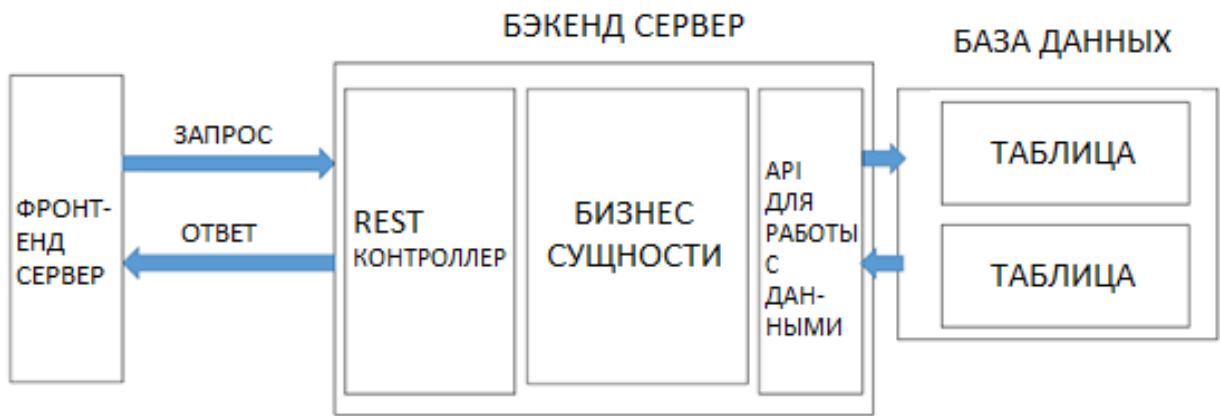 БЭКЕНД СЕРВЕР
БАЗА ДАННЫХ
ФРОНТ-
ЕНД
СЕРВЕР
ЗАПРОС
ОТВЕТ
REST
КОНТРОЛЛЕР
БИЗНЕС
СУЩНОСТИ
API
ДЛЯ
РАБОТЫ
С
ДАН-
НЫМИ
ТАБЛИЦА
ТАБЛИЦА